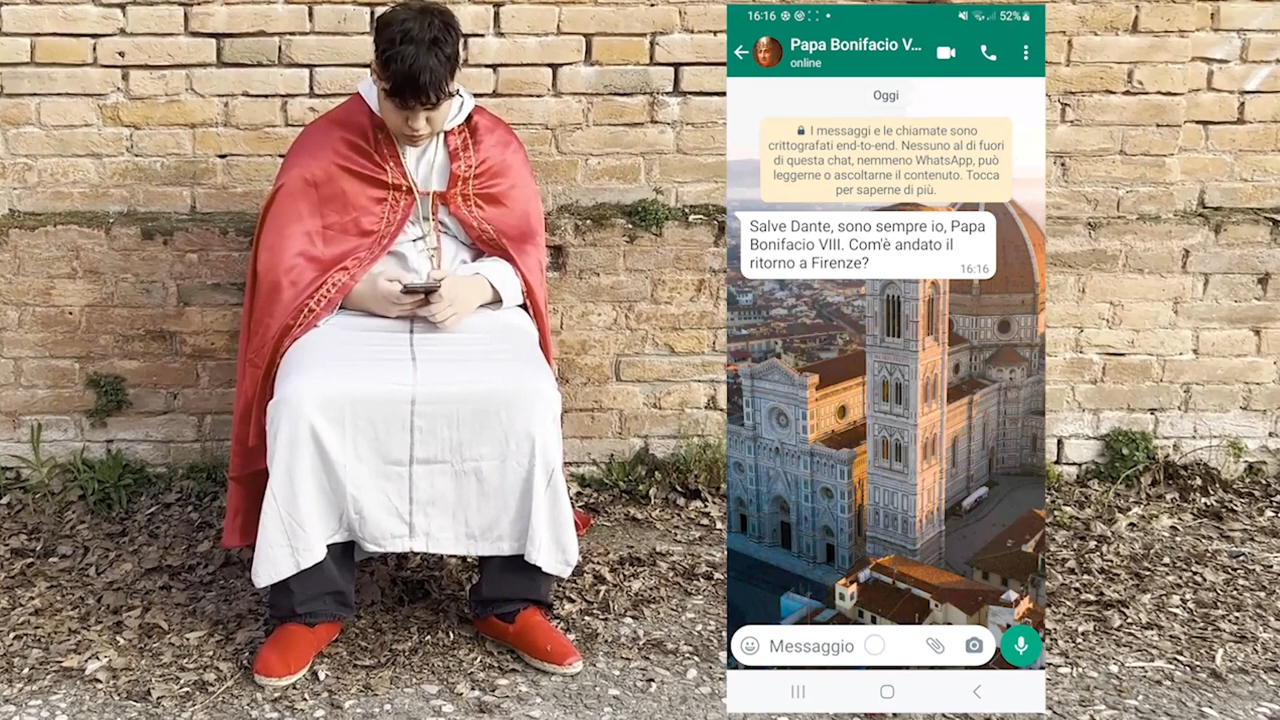 16:16
52%
Papa Bonifacio V...
online
Oggi
I messaggi e le chiamate sono
crittografati end-to-end. Nessuno al di fuori
di questa chat, nemmeno WhatsApp, può
leggerne o ascoltarne il contenuto. Tocca
per saperne di più.
Salve Dante, sono sempre io, Papa
Bonifacio VIII. Com'è andato il
ritorno a Firenze?
16:16
Messaggio